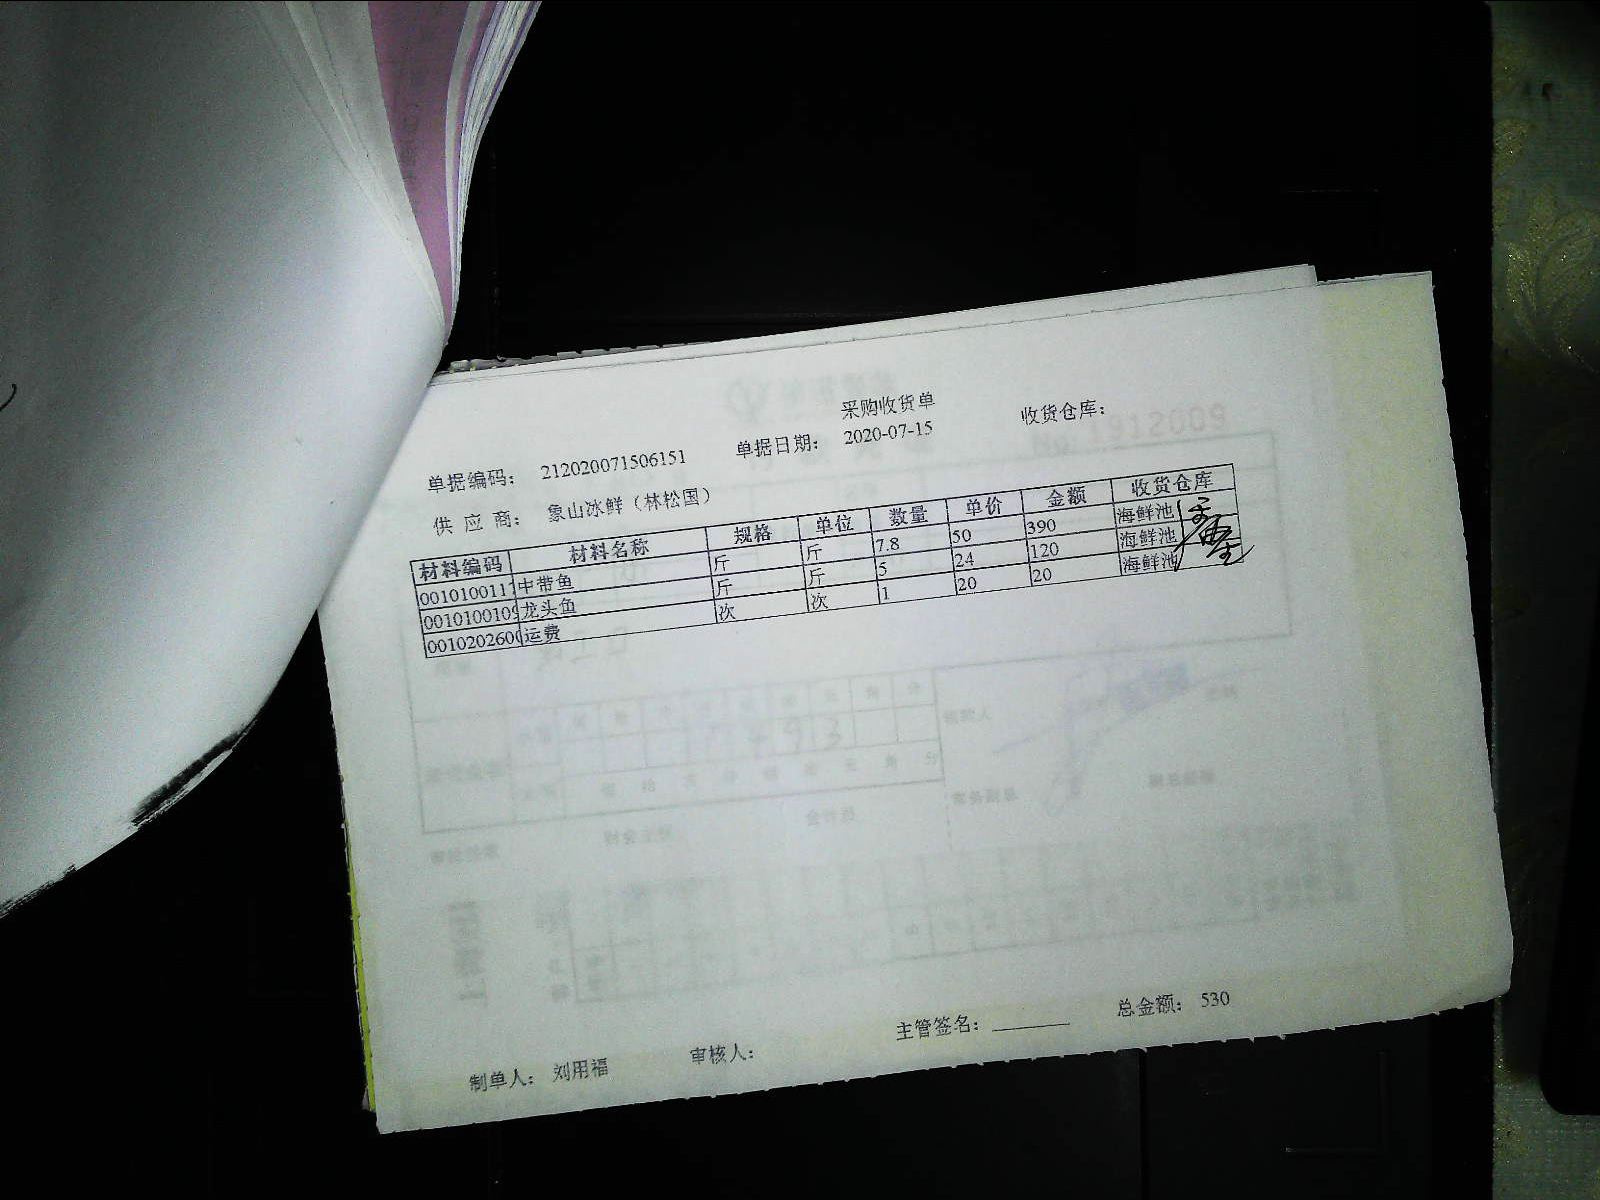 采购收货单
单据编码： 212020071506151 单据日期： 2020-07-15 收货仓库：
供 应 商： 象山冰鲜（林松国）
材料编码 材料名称 规格 单位 数量 单价 金额 收货仓库
0010100117 中带鱼 斤 斤 7.8 50 390 海鲜池
0010100109 龙头鱼 斤 斤 5 24 120 海鲜池
0010202600 运费 次 次 1 20 20 海鲜池
主管签名： 总金额： 530
制单人： 刘用福 审核人：